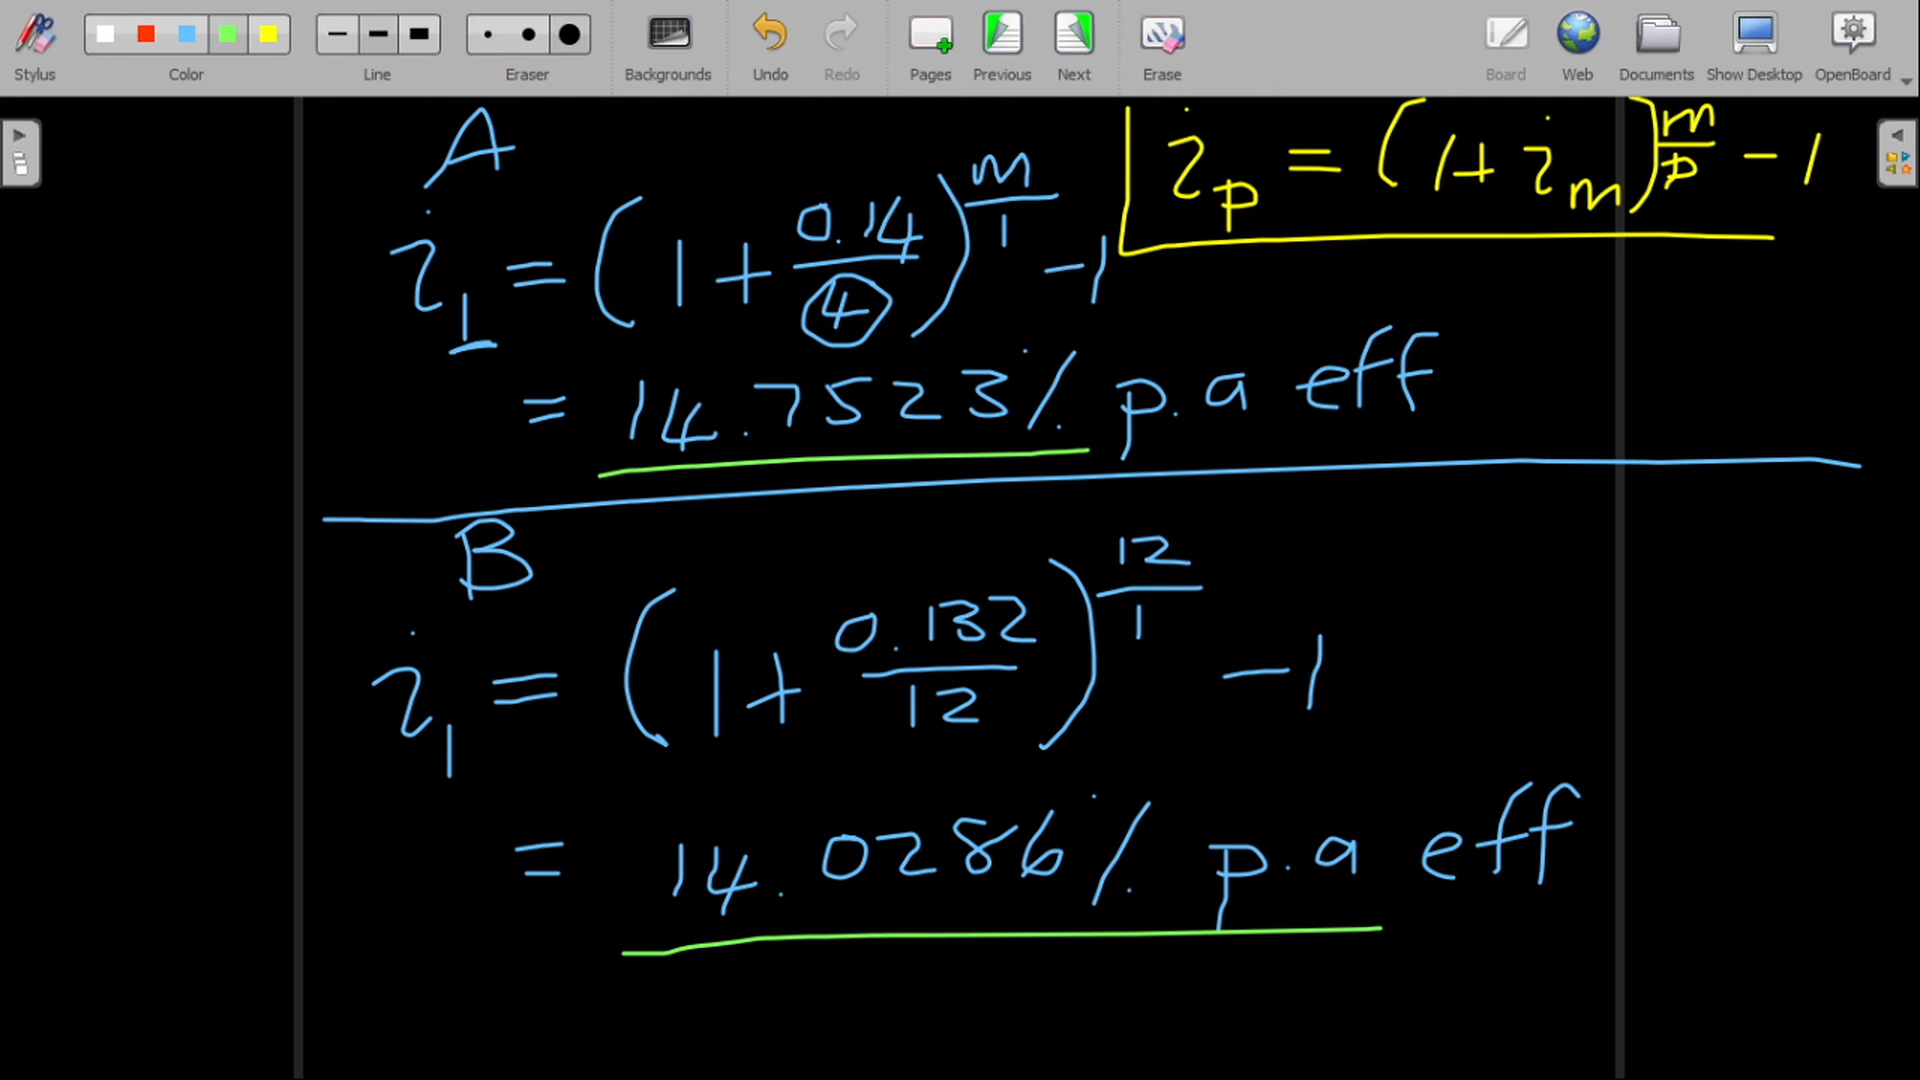 Stylus Color Line Eraser Backgrounds Undo Redo Pages Previous Next Erase Board Web Documents Show Desktop OpenBoard
A
i_p = (1 + i_m)^(m/p) - 1
i_1 = (1 + 0.14/4)^(m/1) - 1
= 14.7523% p.a eff
B
i_1 = (1 + 0.132/12)^(12/1) - 1
= 14.0286% p.a eff